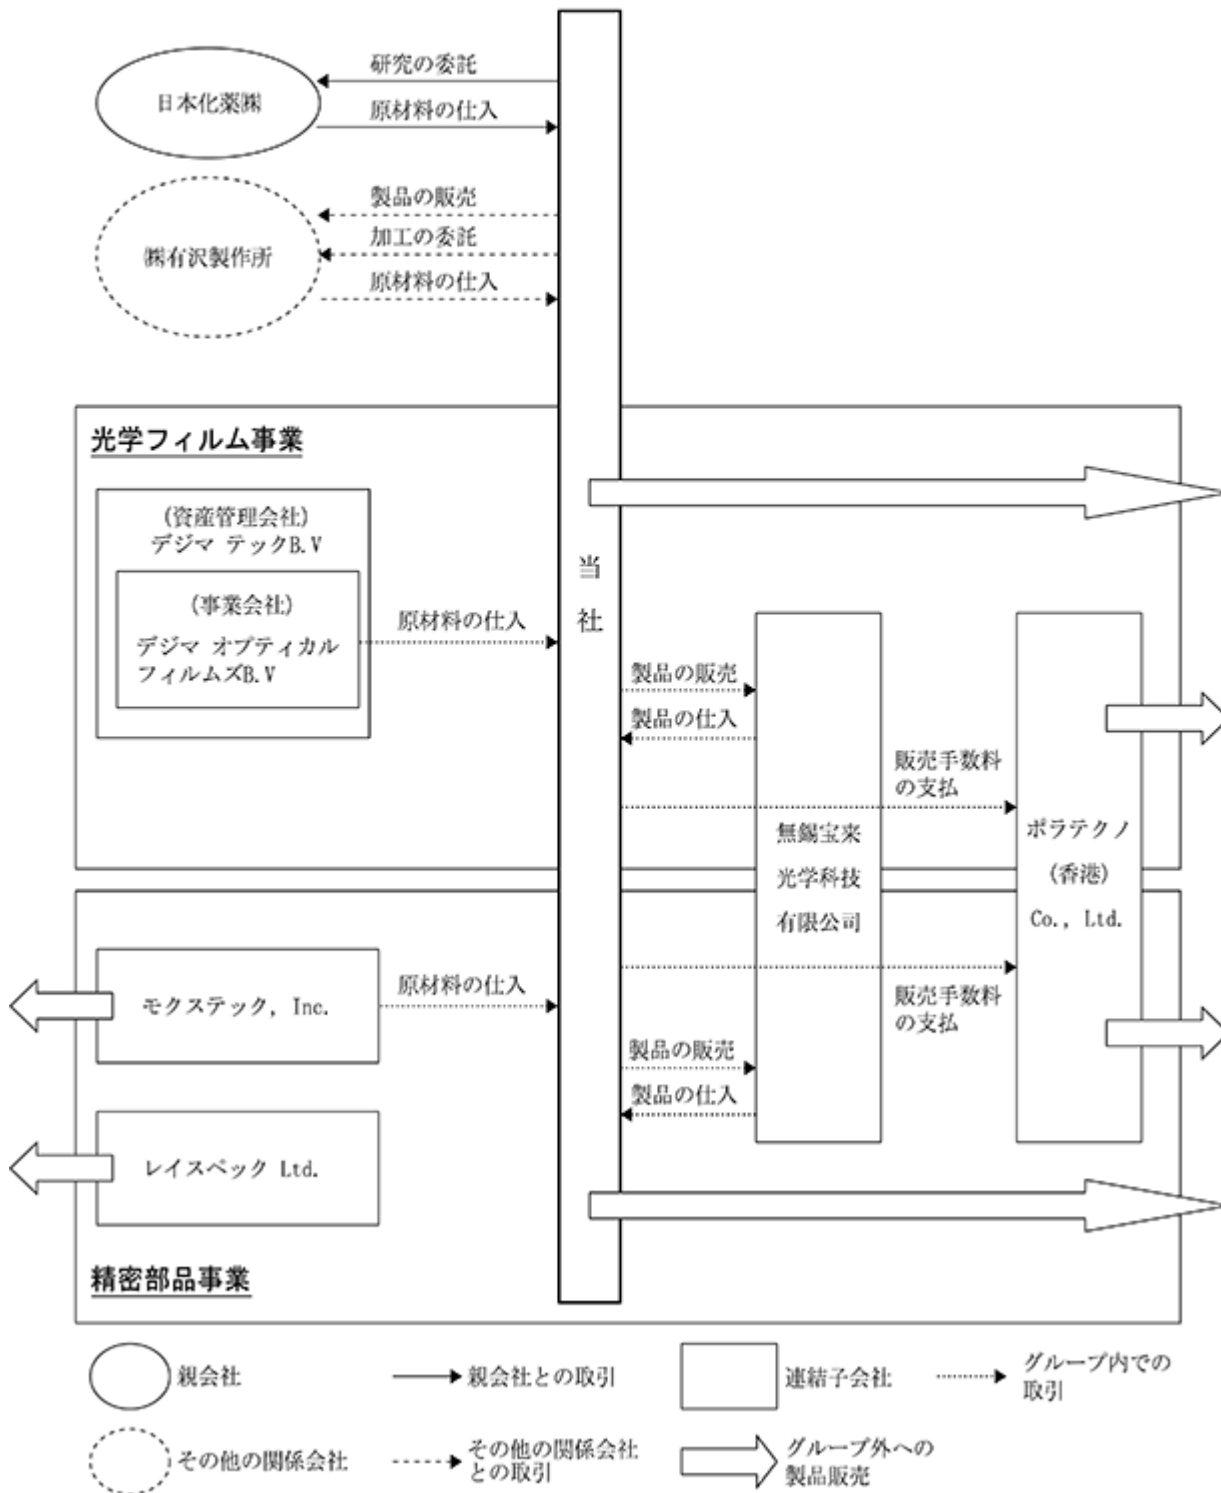 研究の委託
日本化薬㈱
原材料の仕入
製品の販売
加工の委託
㈱有沢製作所
原材料の仕入
光学フィルム事業
(資産管理会社)
デジマ テックB.V
(事業会社)
デジマ オプティカル
フィルムズB.V
原材料の仕入
当
社
製品の販売
製品の仕入
販売手数料
の支払
無錫宝来
光学科技
有限公司
ポラテクノ
(香港)
Co., Ltd.
モクステック, Inc.
原材料の仕入
販売手数料
の支払
製品の販売
製品の仕入
レイスペック Ltd.
精密部品事業
親会社
親会社との取引
連結子会社
グループ内での
取引
その他の関係会社
その他の関係会社
との取引
グループ外への
製品販売